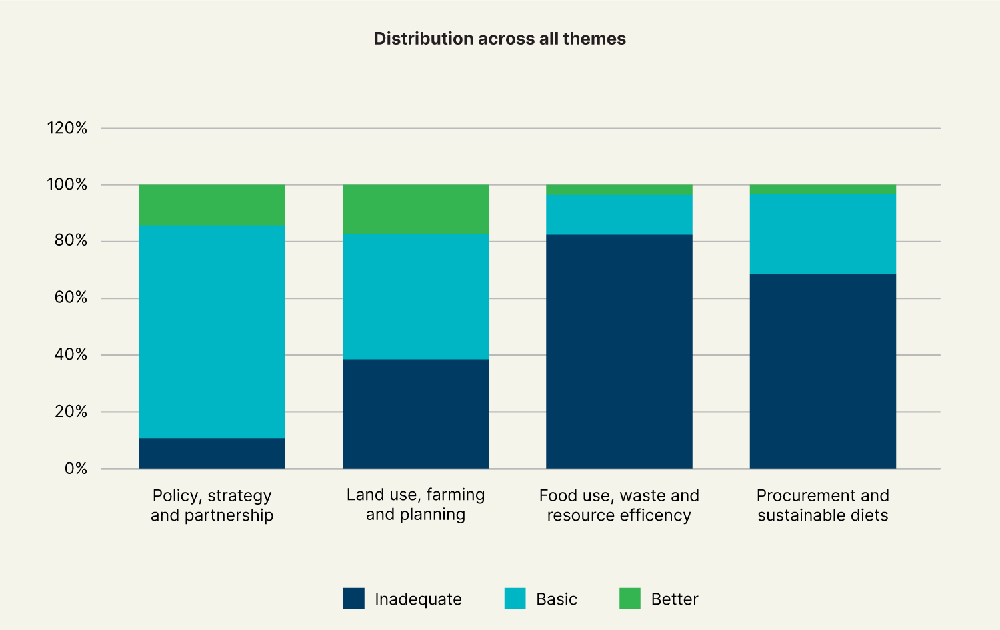 Distribution across all themes
120%
100%
80%
60%
40%
20%
0%
Policy, strategy
and partnership
Land use, farming
and planning
Food use, waste and
resource efficency
Procurement and
sustainable diets
Inadequate
Basic
Better